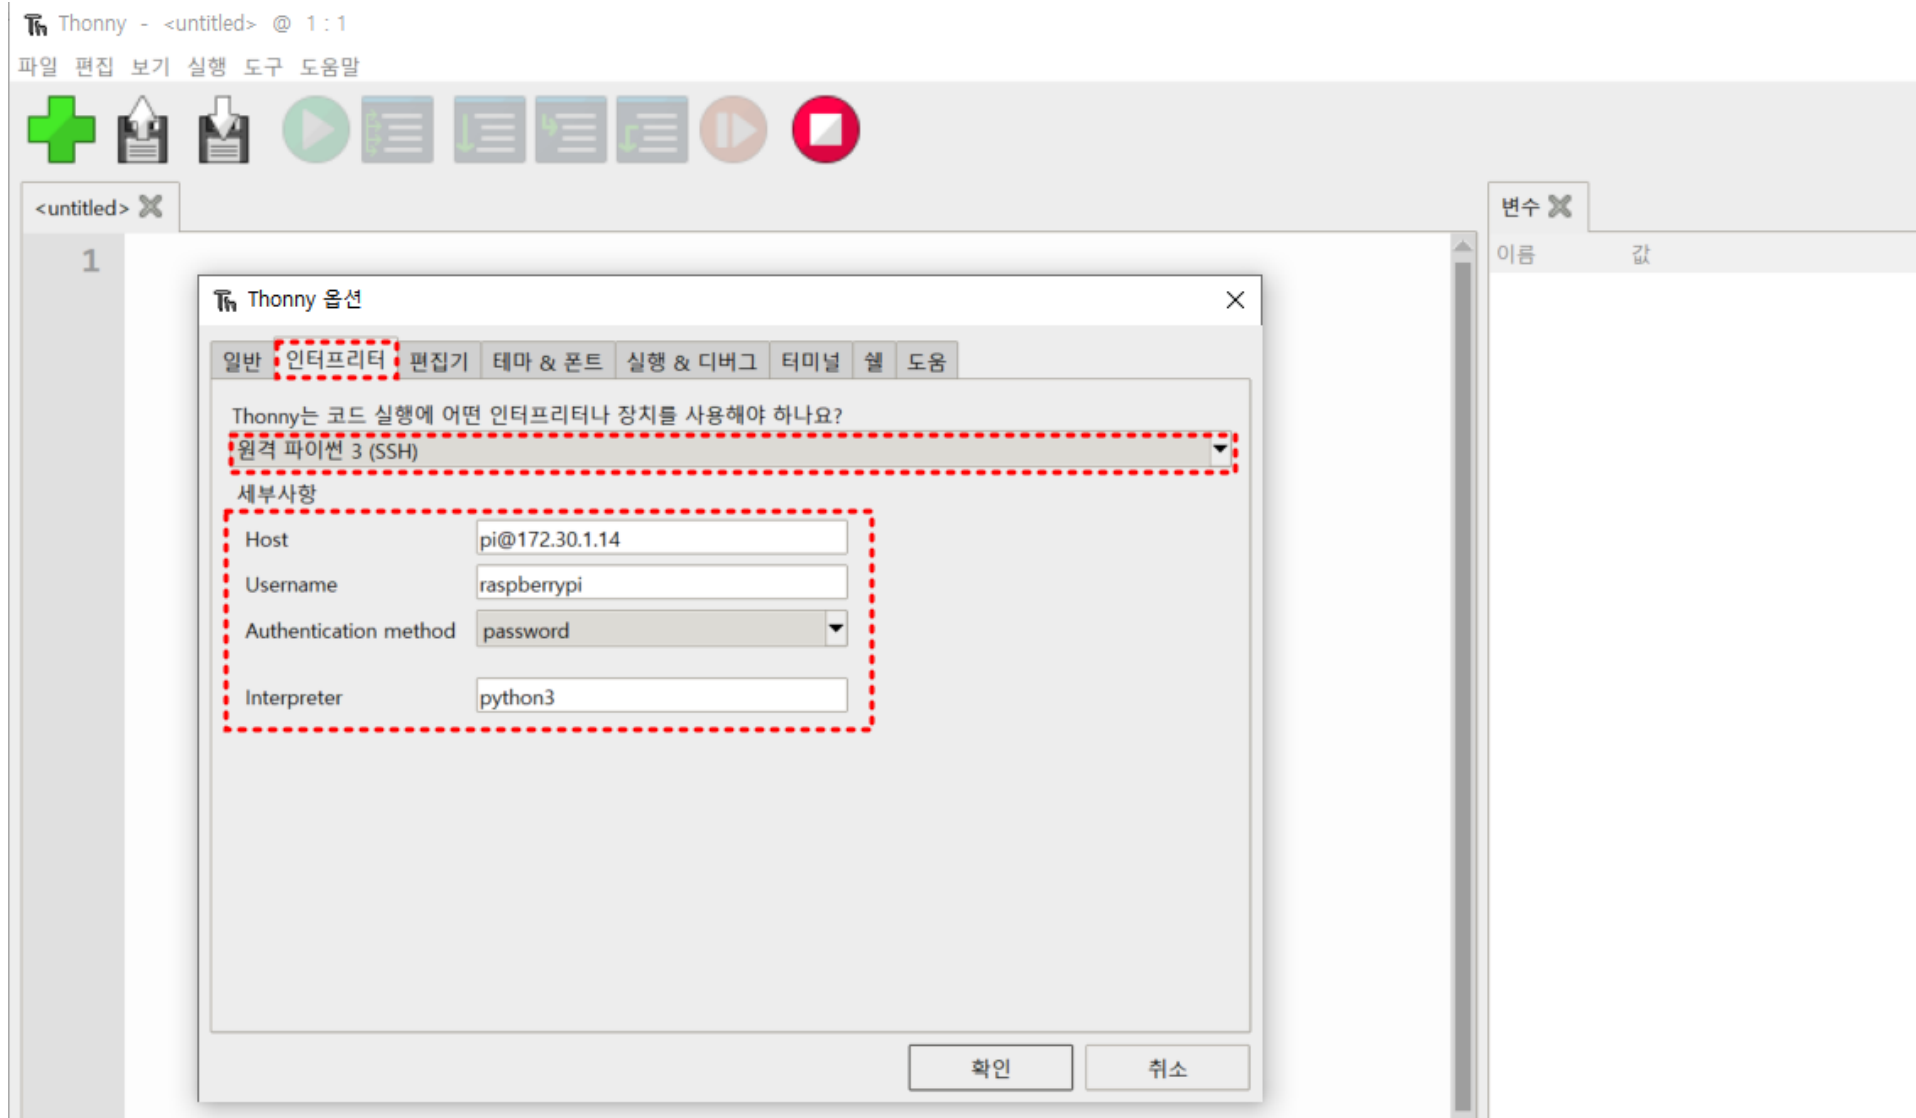 Thonny - <untitled> @ 1 : 1
파일 편집 보기 실행 도구 도움말
<untitled>
변수
1
이름 값
Thonny 옵션
일반 인터프리터 편집기 테마 & 폰트 실행 & 디버그 터미널 쉘 도움
Thonny는 코드 실행에 어떤 인터프리터나 장치를 사용해야 하나요?
원격 파이썬 3 (SSH)
세부사항
Host pi@172.30.1.14
Username raspberrypi
Authentication method password
Interpreter python3
확인 취소